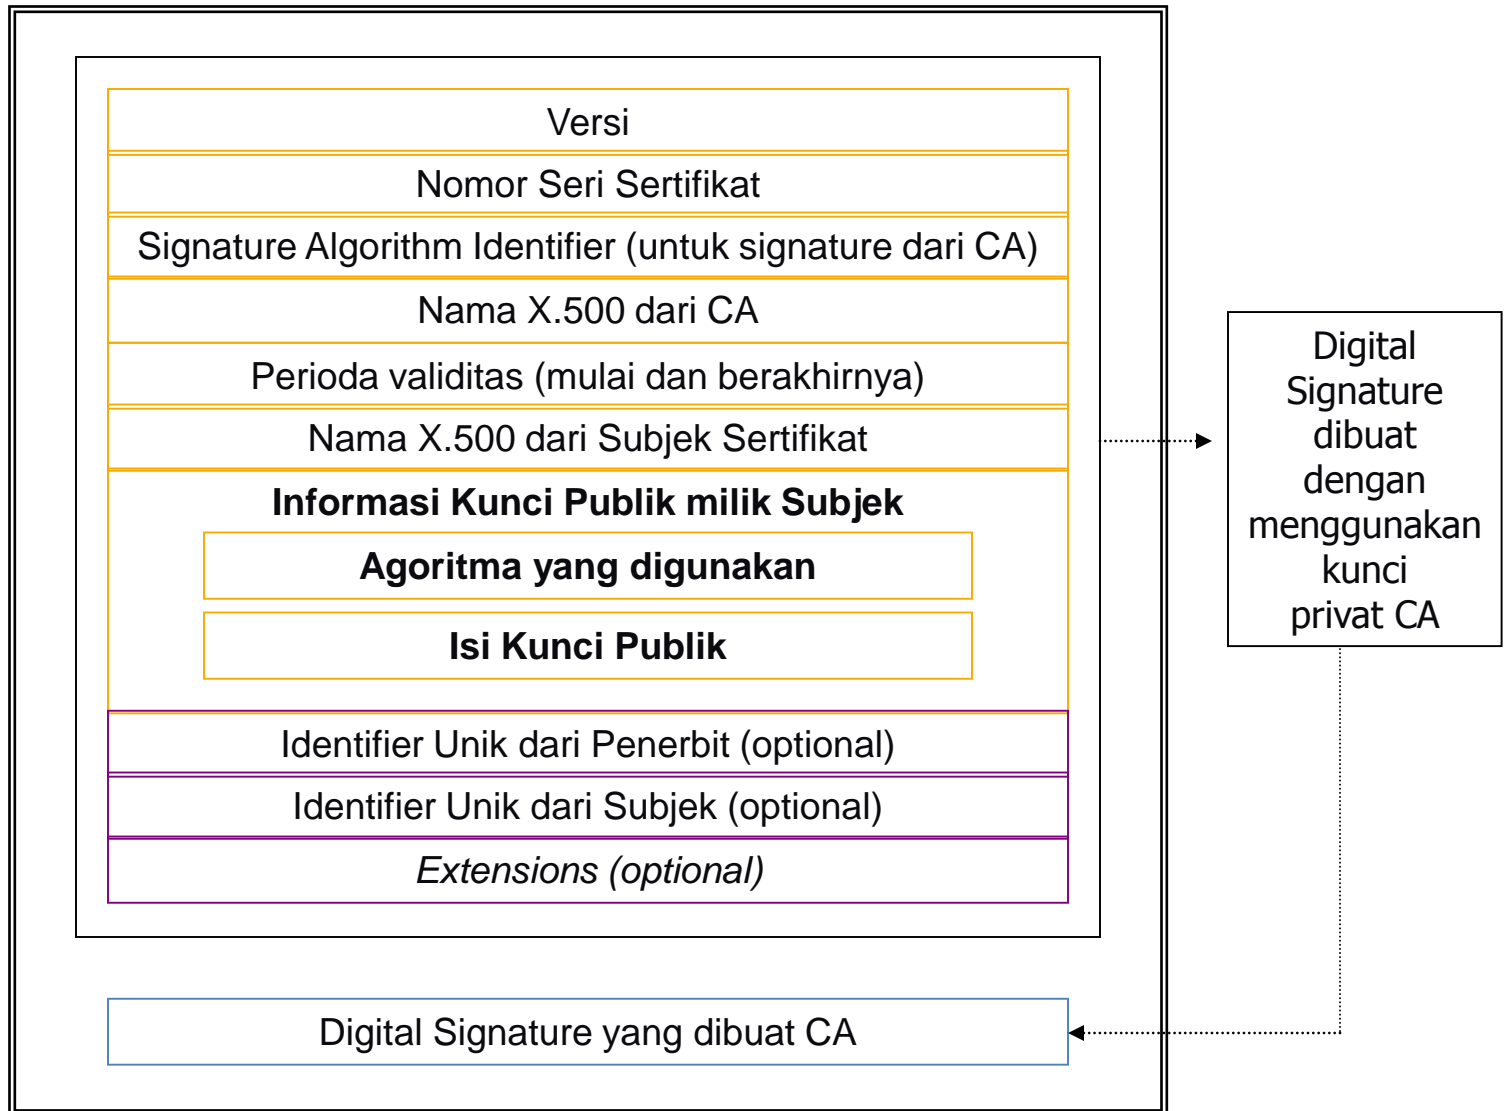 Versi
Nomor Seri Sertifikat
Signature Algorithm Identifier (untuk signature dari CA)
Nama X.500 dari CA
Perioda validitas (mulai dan berakhirnya)
Nama X.500 dari Subjek Sertifikat
Informasi Kunci Publik milik Subjek
Agoritma yang digunakan
Isi Kunci Publik
Identifier Unik dari Penerbit (optional)
Identifier Unik dari Subjek (optional)
Extensions (optional)
Digital Signature yang dibuat CA
Digital
Signature
dibuat
dengan
menggunakan
kunci
privat CA